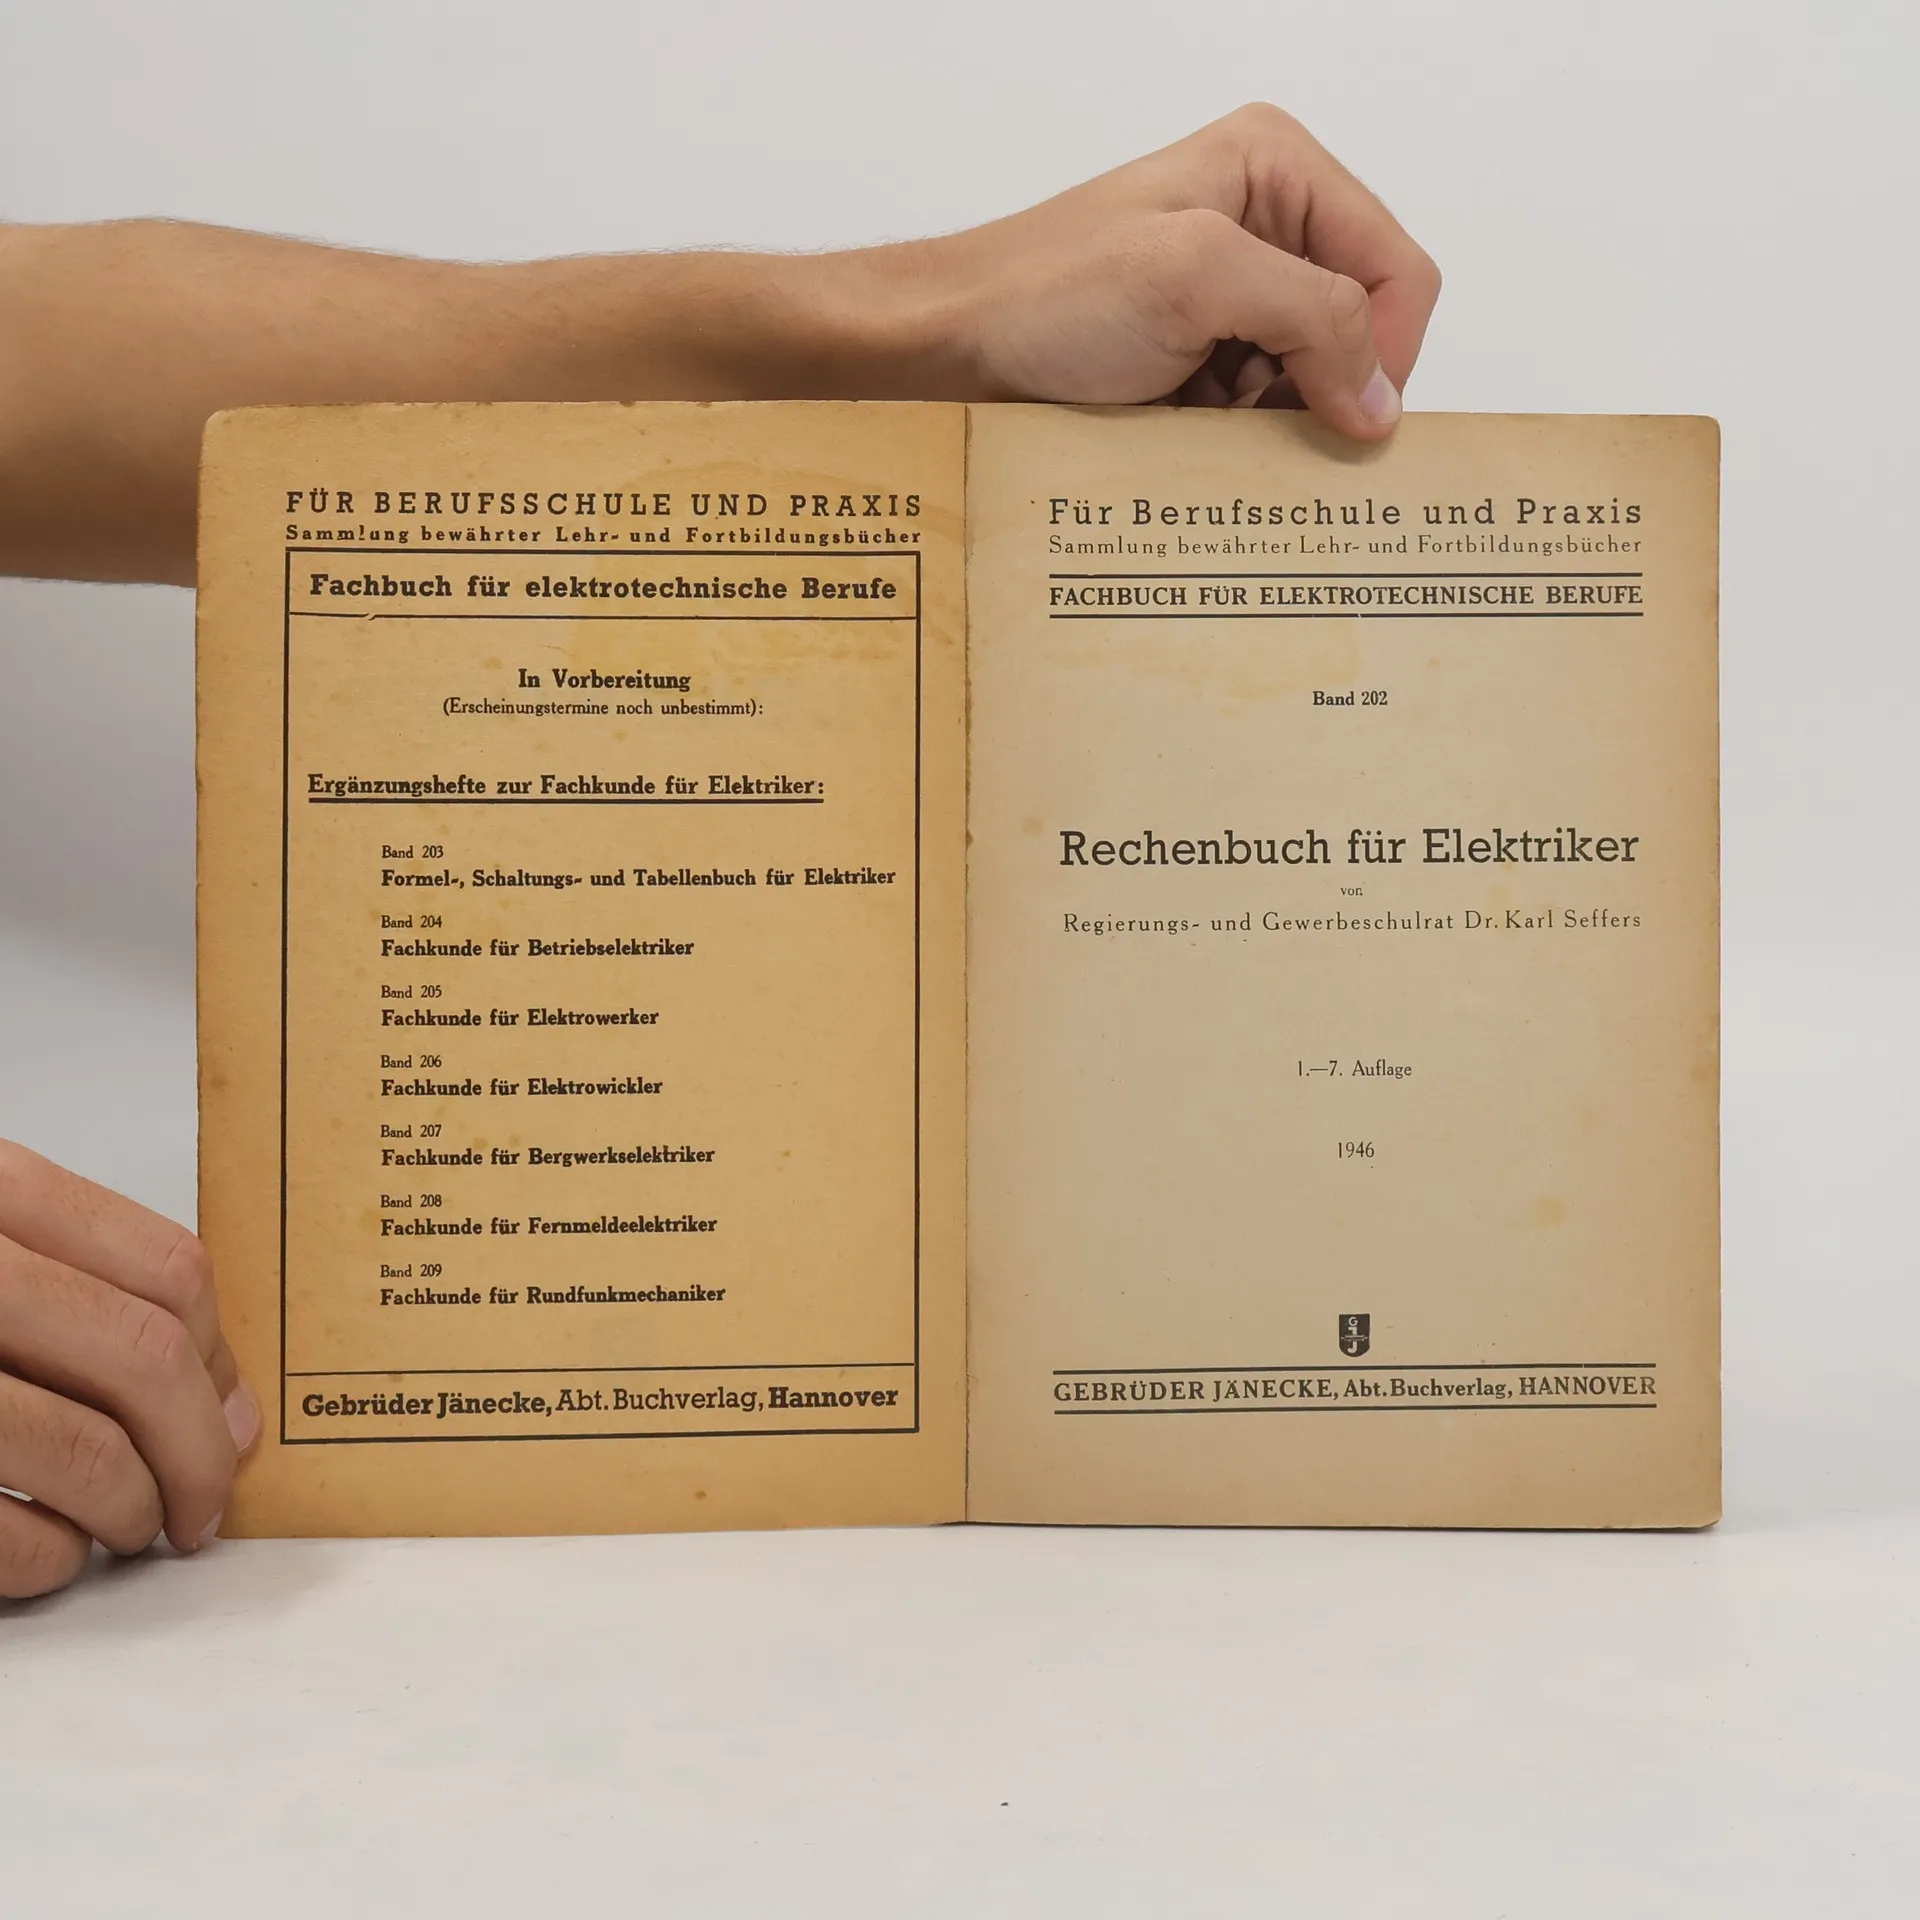 FÜR BERUFSSCHULE UND PRAXIS
Sammlung bewährter Lehr- und Fortbildungsbücher
Fachbuch für elektrotechnische Berufe
In Vorbereitung
(Erscheinungstermine noch unbestimmt):
Ergänzungshefte zur Fachkunde für Elektriker:
Band 203
Formel-, Schaltungs- und Tabellenbuch für Elektriker
Band 204
Fachkunde für Betriebselektriker
Band 205
Fachkunde für Elektrowerker
Band 206
Fachkunde für Elektrowickler
Band 207
Fachkunde für Bergwerkselektriker
Band 208
Fachkunde für Fernmeldeelektriker
Band 209
Fachkunde für Rundfunkmechaniker
Gebrüder Jänecke, Abt. Buchverlag, Hannover
Für Berufsschule und Praxis
Sammlung bewährter Lehr- und Fortbildungsbücher
FACHBUCH FÜR ELEKTROTECHNISCHE BERUFE
Band 202
Rechenbuch für Elektriker
von
Regierungs- und Gewerbeschulrat Dr. Karl Seffers
1.—7. Auflage
1946
G
J
GEBRÜDER JÄNECKE, Abt. Buchverlag, HANNOVER